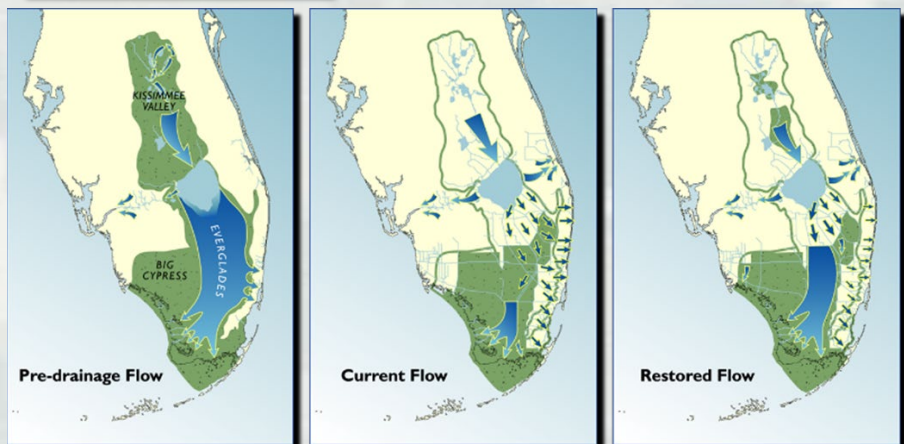 KISSIMMEE
VALLEY
EVERGLADES
BIG
CYPRESS
Pre-drainage Flow
Current Flow
Restored Flow